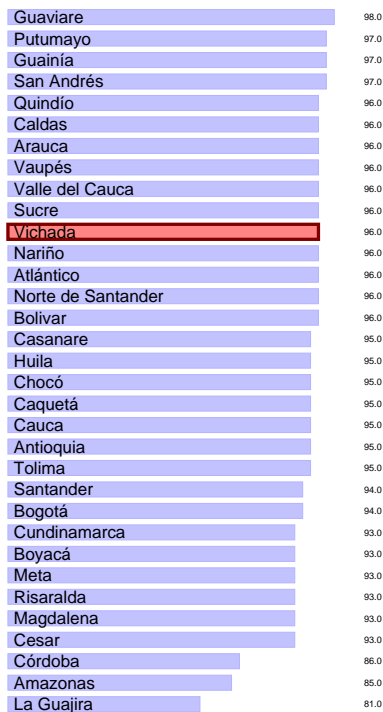 Guaviare 98.0
Putumayo 97.0
Guainía 97.0
San Andrés 97.0
Quindío 96.0
Caldas 96.0
Arauca 96.0
Vaupés 96.0
Valle del Cauca 96.0
Sucre 96.0
Vichada 96.0
Nariño 96.0
Atlántico 96.0
Norte de Santander 96.0
Bolivar 96.0
Casanare 95.0
Huila 95.0
Chocó 95.0
Caquetá 95.0
Cauca 95.0
Antioquia 95.0
Tolima 95.0
Santander 94.0
Bogotá 94.0
Cundinamarca 93.0
Boyacá 93.0
Meta 93.0
Risaralda 93.0
Magdalena 93.0
Cesar 93.0
Córdoba 86.0
Amazonas 85.0
La Guajira 81.0